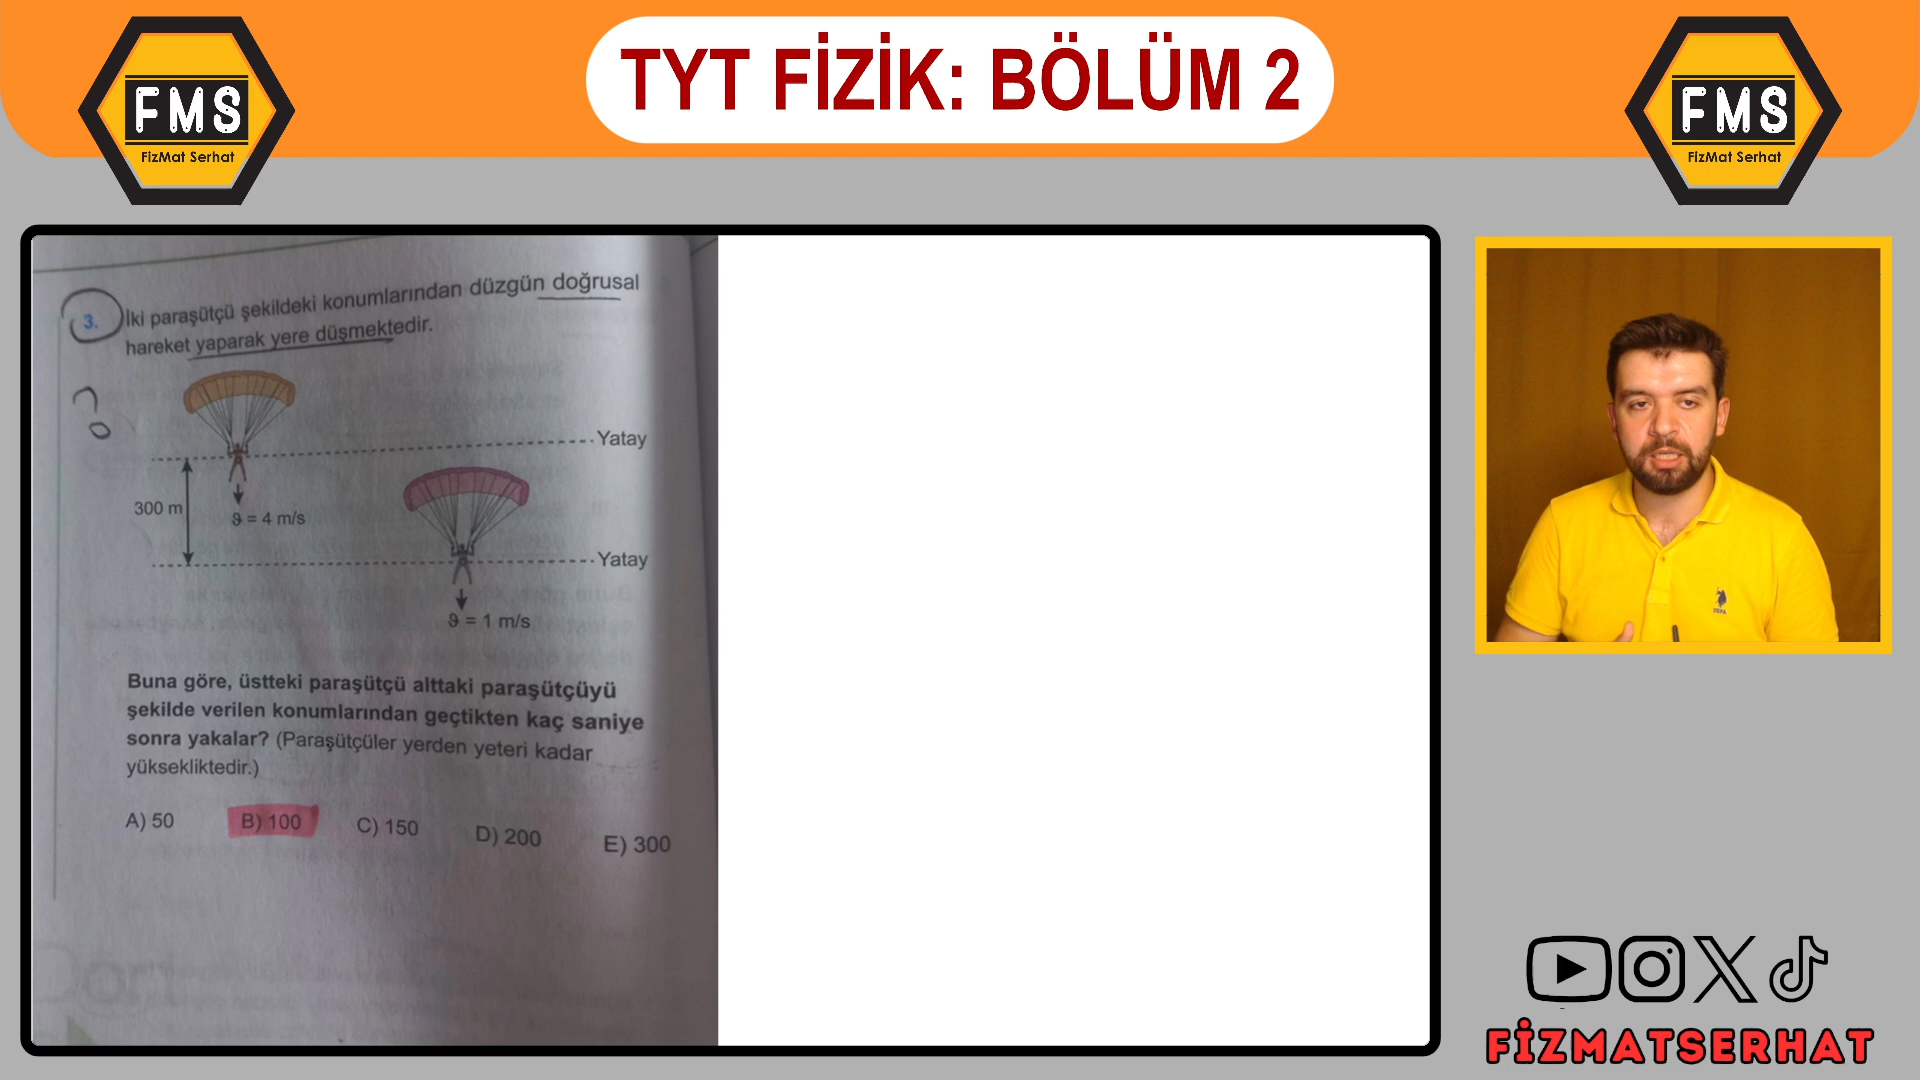 TYT FİZİK: BÖLÜM 2
FMS
FizMat Serhat
FMS
FizMat Serhat
3. İki paraşütçü şekildeki konumlarından düzgün doğrusal
hareket yaparak yere düşmektedir.
Yatay
300 m
ϑ = 4 m/s
Yatay
ϑ = 1 m/s
Buna göre, üstteki paraşütçü alttaki paraşütçüyü
şekilde verilen konumlarından geçtikten kaç saniye
sonra yakalar? (Paraşütçüler yerden yeteri kadar
yüksekliktedir.)
A) 50 B) 100 C) 150 D) 200 E) 300
FİZMATSERHAT